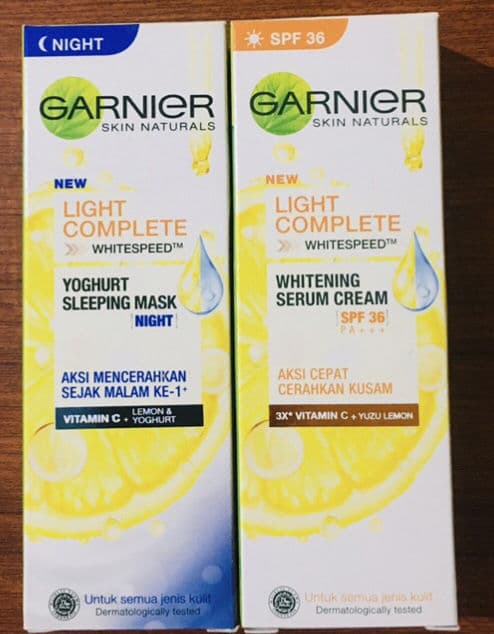 NIGHT
GARNIER
SKIN NATURALS
NEW
LIGHT
COMPLETE
WHITESPEED™
YOGHURT
SLEEPING MASK
[NIGHT]
AKSI MENCERAHKAN
SEJAK MALAM KE-1+
VITAMIN C + LEMON &
YOGHURT
Untuk semua jenis kulit
Dermatologically tested
SPF 36
GARNIER
SKIN NATURALS
NEW
LIGHT
COMPLETE
WHITESPEED™
WHITENING
SERUM CREAM
[SPF 36]
PA+++
AKSI CEPAT
CERAHKAN KUSAM
3X* VITAMIN C + YUZU LEMON
Untuk semua jenis kulit
Dermatologically tested